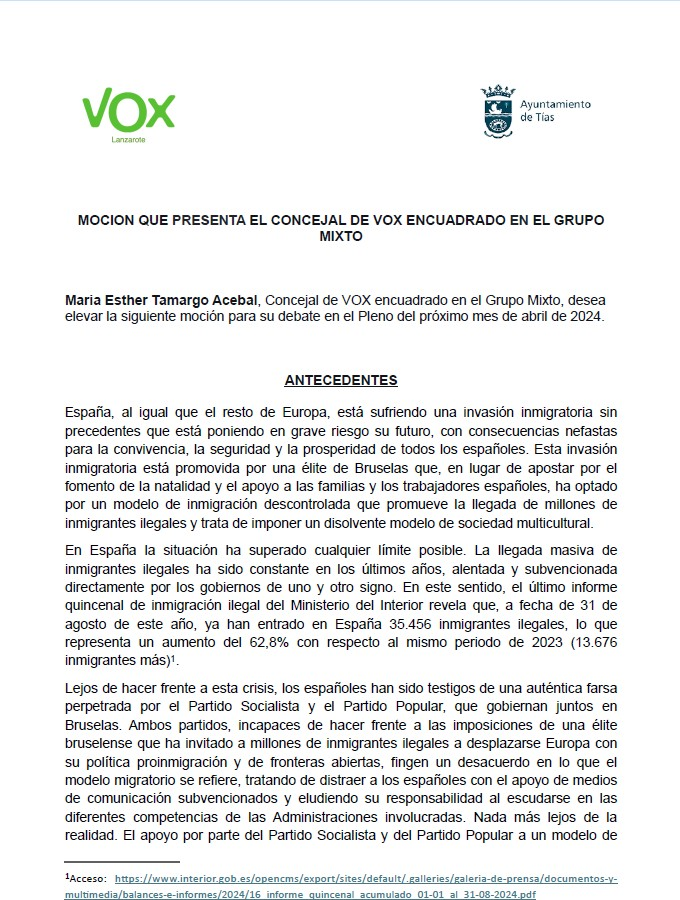 VOX
Lanzarote
Ayuntamiento
de Tías
MOCION QUE PRESENTA EL CONCEJAL DE VOX ENCUADRADO EN EL GRUPO
MIXTO
Maria Esther Tamargo Acebal, Concejal de VOX encuadrado en el Grupo Mixto, desea
elevar la siguiente moción para su debate en el Pleno del próximo mes de abril de 2024.
ANTECEDENTES
España, al igual que el resto de Europa, está sufriendo una invasión inmigratoria sin
precedentes que está poniendo en grave riesgo su futuro, con consecuencias nefastas
para la convivencia, la seguridad y la prosperidad de todos los españoles. Esta invasión
inmigratoria está promovida por una élite de Bruselas que, en lugar de apostar por el
fomento de la natalidad y el apoyo a las familias y los trabajadores españoles, ha optado
por un modelo de inmigración descontrolada que promueve la llegada de millones de
inmigrantes ilegales y trata de imponer un disolvente modelo de sociedad multicultural.
En España la situación ha superado cualquier límite posible. La llegada masiva de
inmigrantes ilegales ha sido constante en los últimos años, alentada y subvencionada
directamente por los gobiernos de uno y otro signo. En este sentido, el último informe
quincenal de inmigración ilegal del Ministerio del Interior revela que, a fecha de 31 de
agosto de este año, ya han entrado en España 35.456 inmigrantes ilegales, lo que
representa un aumento del 62,8% con respecto al mismo periodo de 2023 (13.676
inmigrantes más)¹.
Lejos de hacer frente a esta crisis, los españoles han sido testigos de una auténtica farsa
perpetrada por el Partido Socialista y el Partido Popular, que gobiernan juntos en
Bruselas. Ambos partidos, incapaces de hacer frente a las imposiciones de una élite
bruselense que ha invitado a millones de inmigrantes ilegales a desplazarse Europa con
su política proinmigración y de fronteras abiertas, fingen un desacuerdo en lo que el
modelo migratorio se refiere, tratando de distraer a los españoles con el apoyo de medios
de comunicación subvencionados y eludiendo su responsabilidad al escudarse en las
diferentes competencias de las Administraciones involucradas. Nada más lejos de la
realidad. El apoyo por parte del Partido Socialista y del Partido Popular a un modelo de
¹Acceso: https://www.interior.gob.es/opencms/export/sites/default/.galleries/galeria-de-prensa/documentos-y-
multimedia/balances-e-informes/2024/16_informe_quincenal_acumulado_01-01_al_31-08-2024.pdf